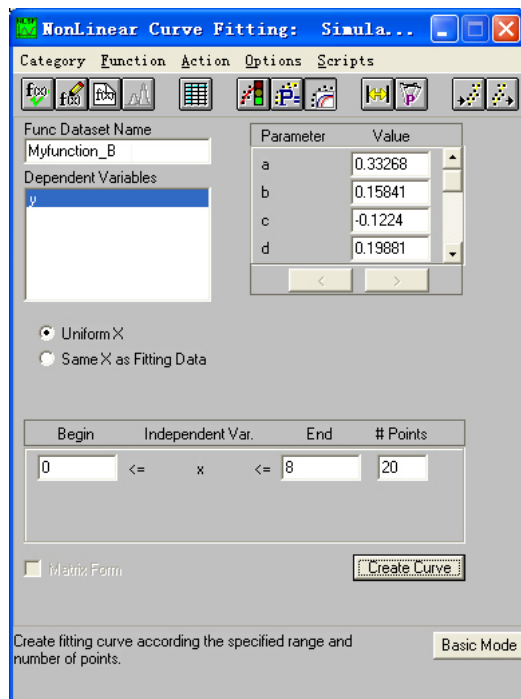 NonLinear Curve Fitting: Simula...
Category Function Action Options Scripts
Func Dataset Name
Myfunction_B
Dependent Variables
y
Parameter Value
a 0.33268
b 0.15841
c -0.1224
d 0.19881
< >
Uniform X
Same X as Fitting Data
Begin Independent Var. End # Points
0 <= x <= 8 20
Matrix Form
Create Curve
Create fitting curve according the specified range and
number of points.
Basic Mode